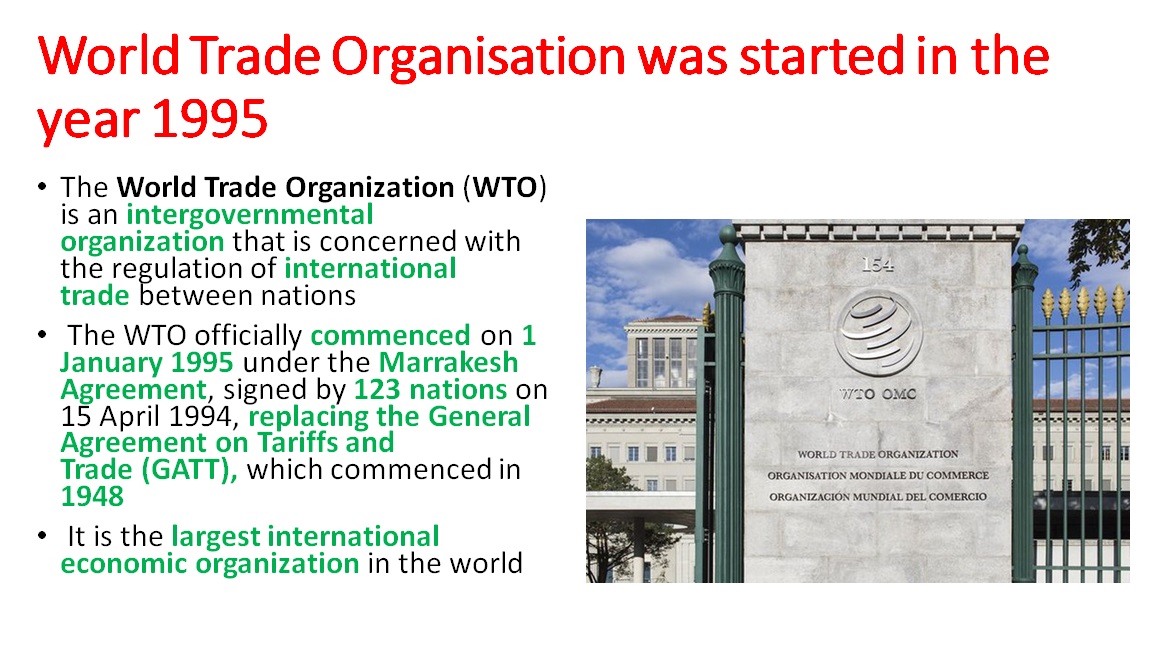 World Trade Organisation was started in the
year 1995
• The World Trade Organization (WTO)
is an intergovernmental
organization that is concerned with
the regulation of international
trade between nations
• The WTO officially commenced on 1
January 1995 under the Marrakesh
Agreement, signed by 123 nations on
15 April 1994, replacing the General
Agreement on Tariffs and
Trade (GATT), which commenced in
1948
• It is the largest international
economic organization in the world
154
WTO OMC
WORLD TRADE ORGANIZATION
ORGANISATION MONDIALE DU COMMERCE
ORGANIZACIÓN MUNDIAL DEL COMERCIO